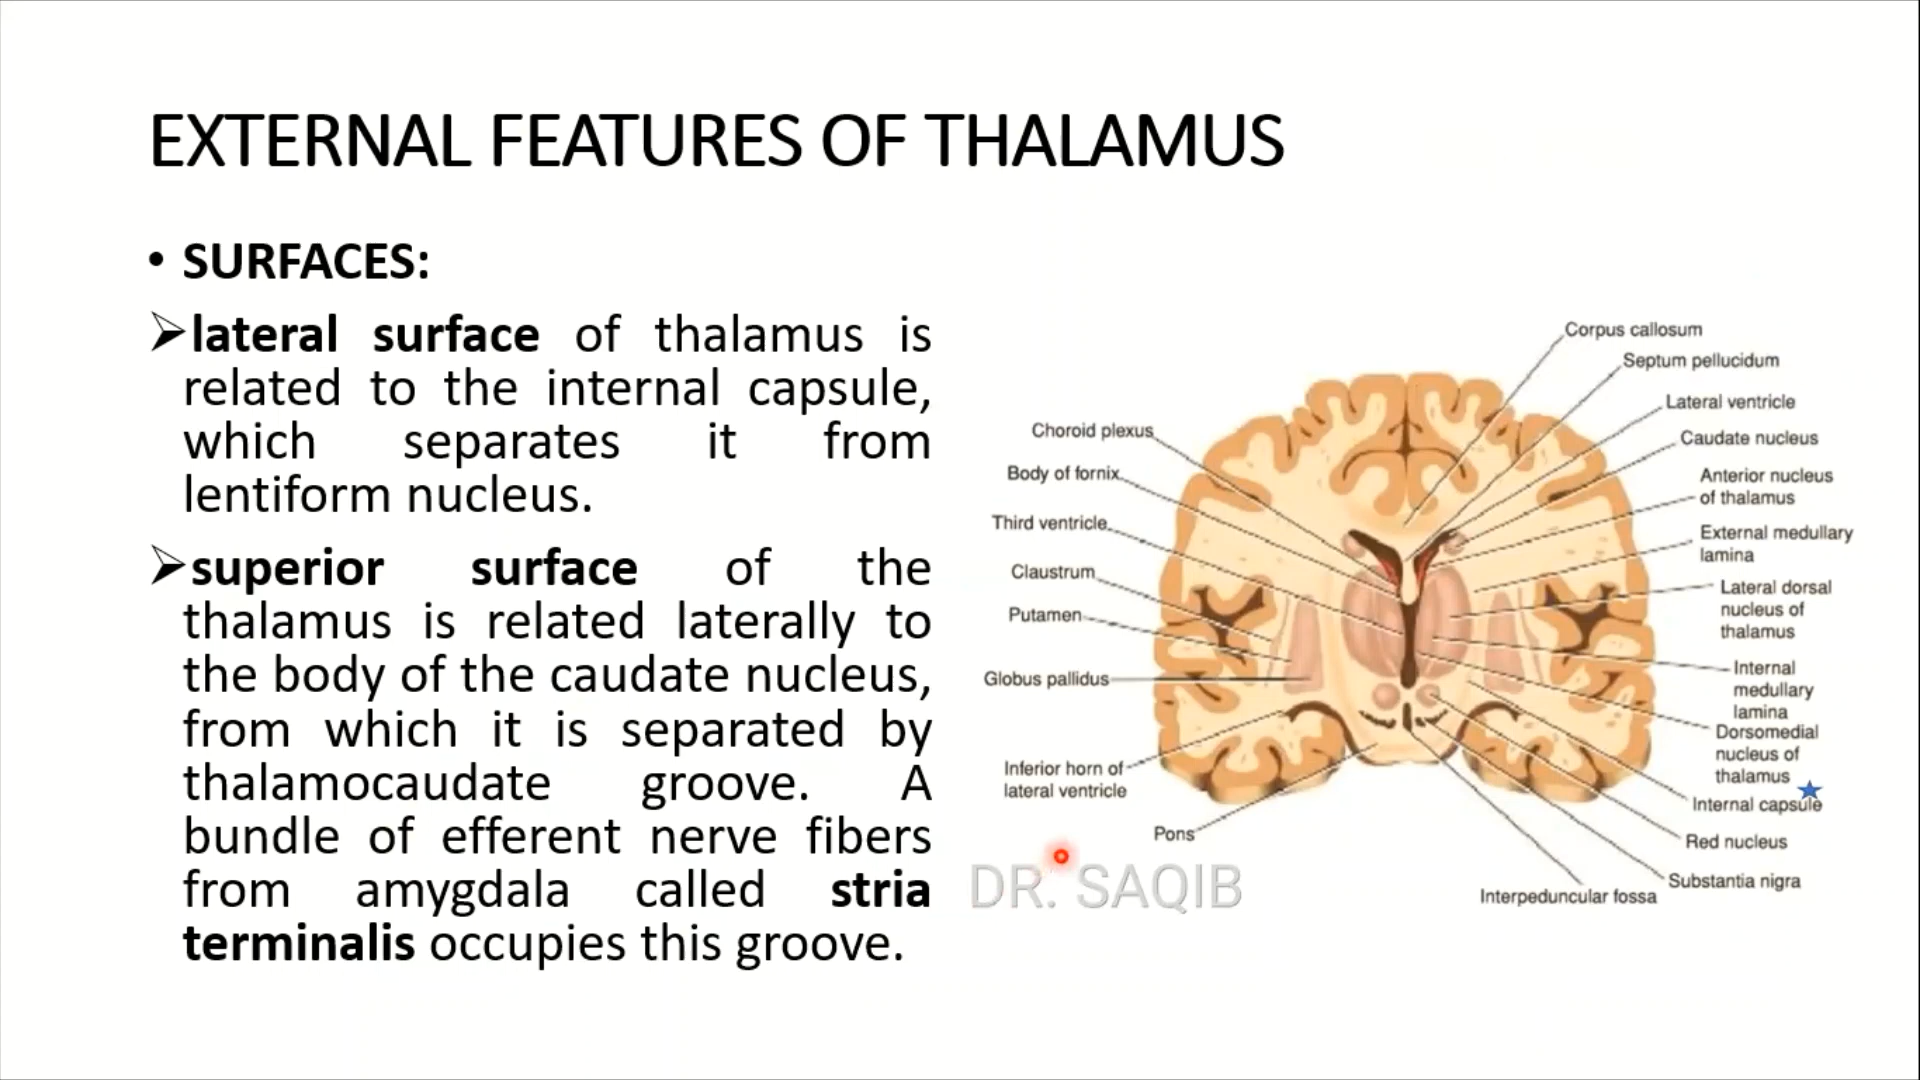 EXTERNAL FEATURES OF THALAMUS
• SURFACES:
➢lateral surface of thalamus is
related to the internal capsule,
which separates it from
lentiform nucleus.
➢superior surface of the
thalamus is related laterally to
the body of the caudate nucleus,
from which it is separated by
thalamocaudate groove. A
bundle of efferent nerve fibers
from amygdala called stria
terminalis occupies this groove.
Corpus callosum
Septum pellucidum
Lateral ventricle
Caudate nucleus
Anterior nucleus
of thalamus
External medullary
lamina
Lateral dorsal
nucleus of
thalamus
Internal
medullary
lamina
Dorsomedial
nucleus of
thalamus
Internal capsule
Red nucleus
Substantia nigra
Interpeduncular fossa
Choroid plexus
Body of fornix
Third ventricle
Claustrum
Putamen
Globus pallidus
Inferior horn of
lateral ventricle
Pons
DR. SAQIB